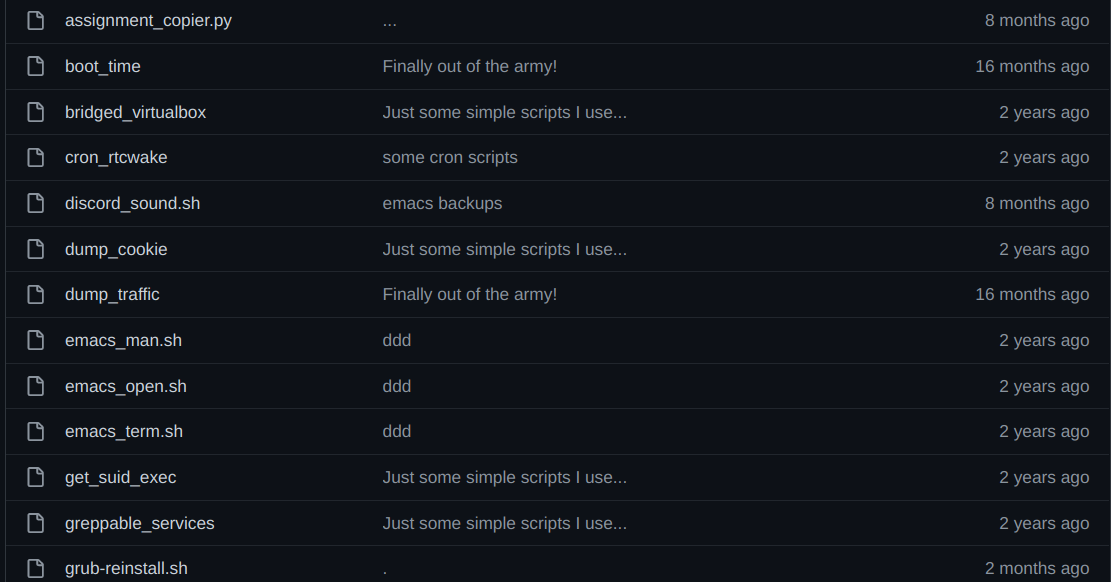 assignment_copier.py ... 8 months ago
boot_time Finally out of the army! 16 months ago
bridged_virtualbox Just some simple scripts I use... 2 years ago
cron_rtcwake some cron scripts 2 years ago
discord_sound.sh emacs backups 8 months ago
dump_cookie Just some simple scripts I use... 2 years ago
dump_traffic Finally out of the army! 16 months ago
emacs_man.sh ddd 2 years ago
emacs_open.sh ddd 2 years ago
emacs_term.sh ddd 2 years ago
get_suid_exec Just some simple scripts I use... 2 years ago
greppable_services Just some simple scripts I use... 2 years ago
grub-reinstall.sh . 2 months ago